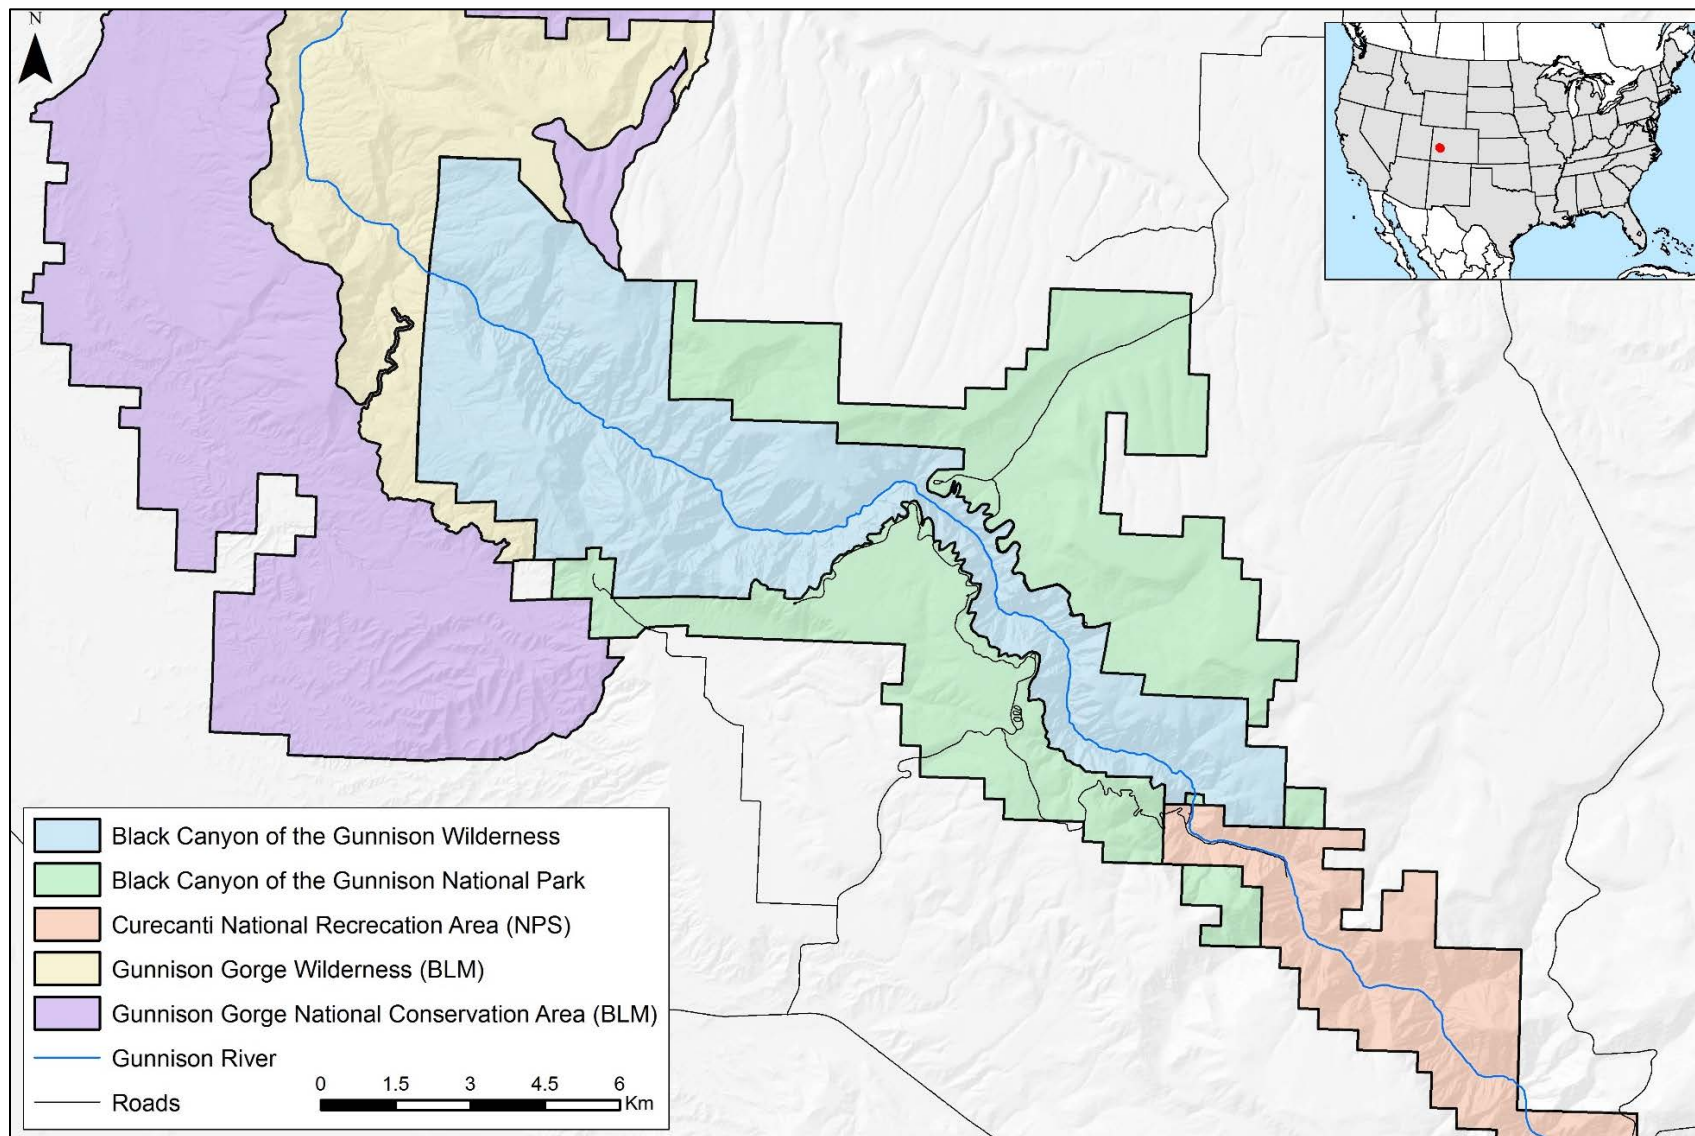 N
Black Canyon of the Gunnison Wilderness
Black Canyon of the Gunnison National Park
Curecanti National Recrecation Area (NPS)
Gunnison Gorge Wilderness (BLM)
Gunnison Gorge National Conservation Area (BLM)
Gunnison River
Roads
0 1.5 3 4.5 6
Km